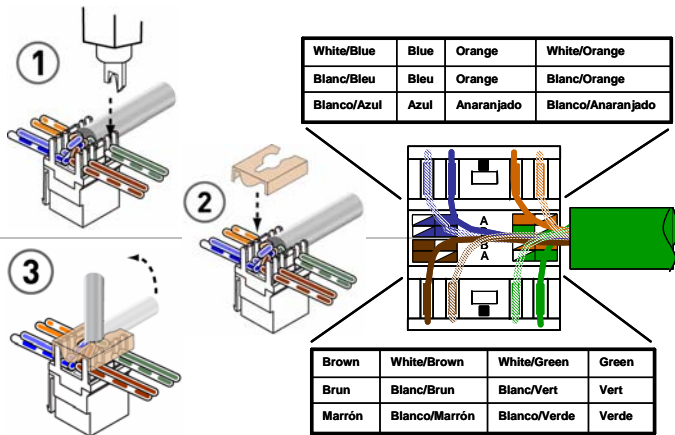 1
White/Blue Blue Orange White/Orange
Blanc/Bleu Bleu Orange Blanc/Orange
Blanco/Azul Azul Anaranjado Blanco/Anaranjado
2
A
B
A
3
Brown White/Brown White/Green Green
Brun Blanc/Brun Blanc/Vert Vert
Marrón Blanco/Marrón Blanco/Verde Verde